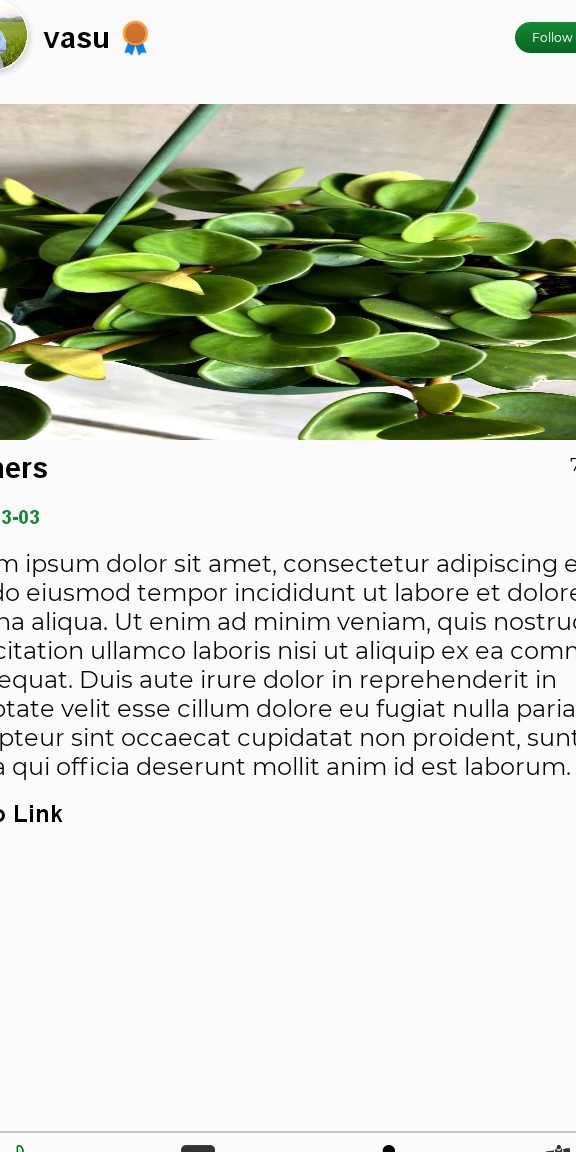 vasu
Follow
ners
7
3-03
m ipsum dolor sit amet, consectetur adipiscing e
do eiusmod tempor incididunt ut labore et dolore
na aliqua. Ut enim ad minim veniam, quis nostru
citation ullamco laboris nisi ut aliquip ex ea com
equat. Duis aute irure dolor in reprehenderit in
ptate velit esse cillum dolore eu fugiat nulla paria
pteur sint occaecat cupidatat non proident, sunt
a qui officia deserunt mollit anim id est laborum.
o Link